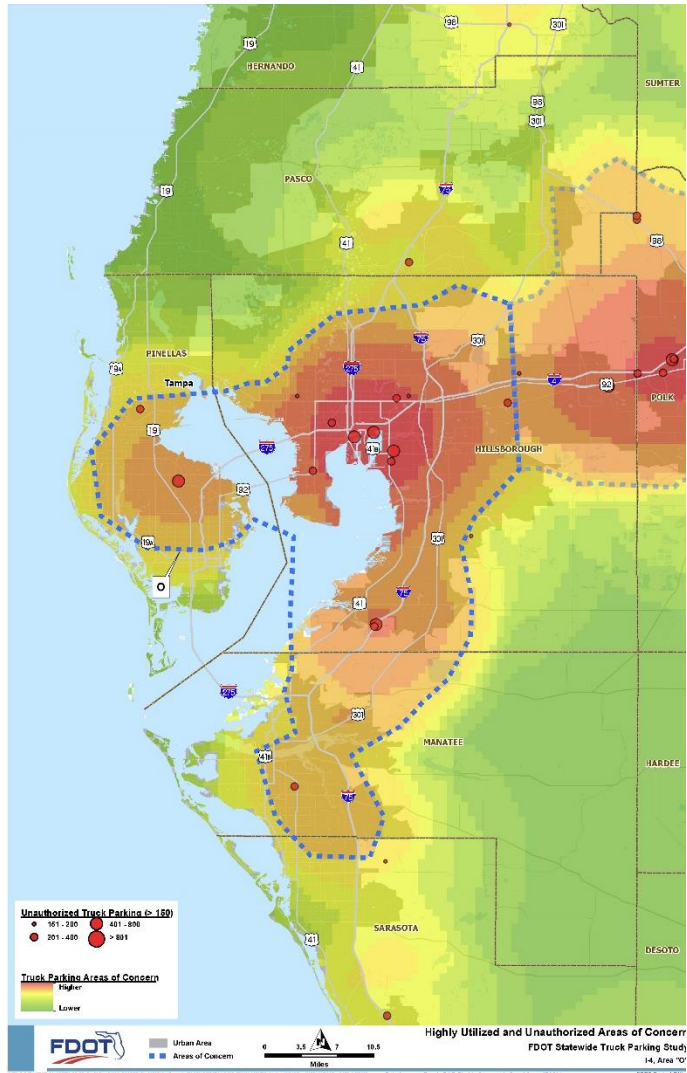 98
301
19
HERNANDO
41
SUMTER
98
301
PASCO
19
75
41
98
PINELLAS
19A
Tampa
75
301
275
4
92
POLK
19
275
41B
HILLSBOROUGH
92
19A
301
O
41
75
275
301
MANATEE
41B
HARDEE
75
SARASOTA
41
DESOTO
Unauthorized Truck Parking (> 150)
401 - 800
201 - 400
> 801
Truck Parking Areas of Concern
Higher
Lower
FDOT
Urban Area
Areas of Concern
N
0 3.5 7 10.5
Miles
Highly Utilized and Unauthorized Areas of Concern
FDOT Statewide Truck Parking Study
I-4, Area "O"